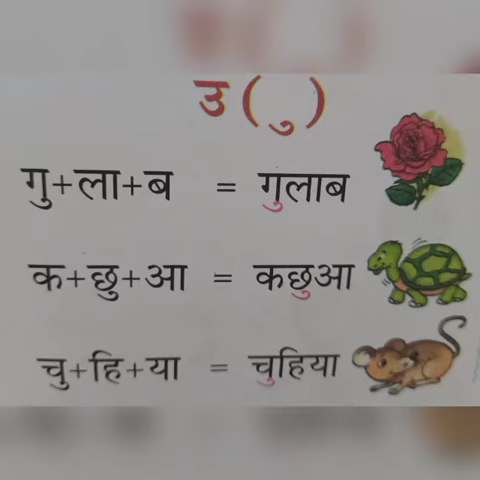 उ ( ु )
गु+ला+ब = गुलाब
क+छु+आ = कछुआ
चु+हि+या = चुहिया